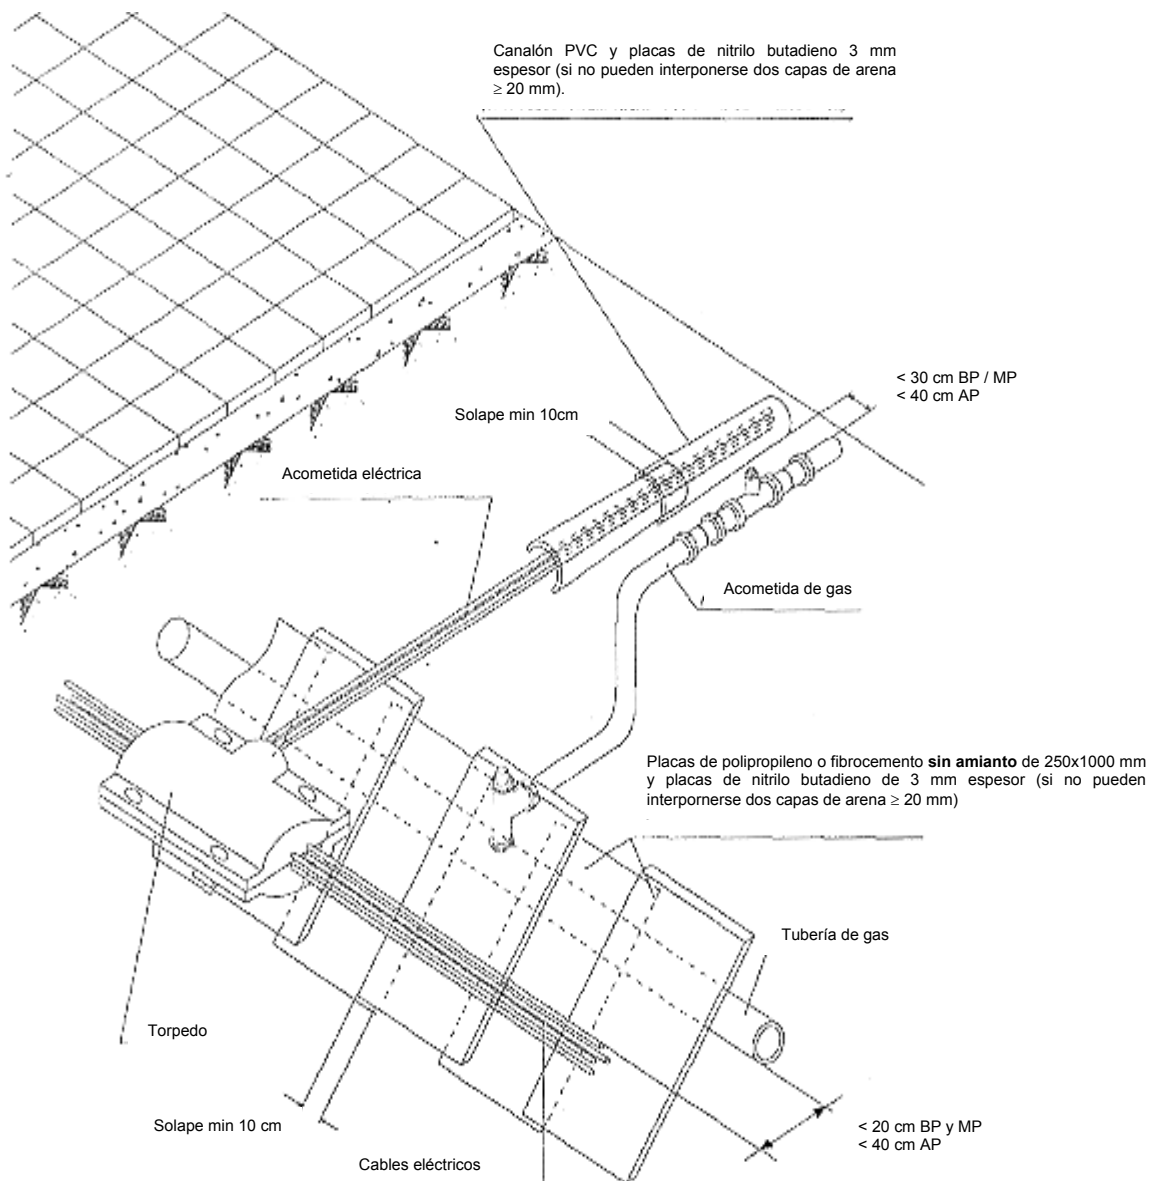 Canalón PVC y placas de nitrilo butadieno 3 mm
espesor (si no pueden interponerse dos capas de arena
≥ 20 mm).
< 30 cm BP / MP
< 40 cm AP
Solape min 10cm
Acometida eléctrica
Acometida de gas
Placas de polipropileno o fibrocemento sin amianto de 250x1000 mm
y placas de nitrilo butadieno de 3 mm espesor (si no pueden
interpornerse dos capas de arena ≥ 20 mm)
Tubería de gas
Torpedo
Solape min 10 cm
< 20 cm BP y MP
< 40 cm AP
Cables eléctricos